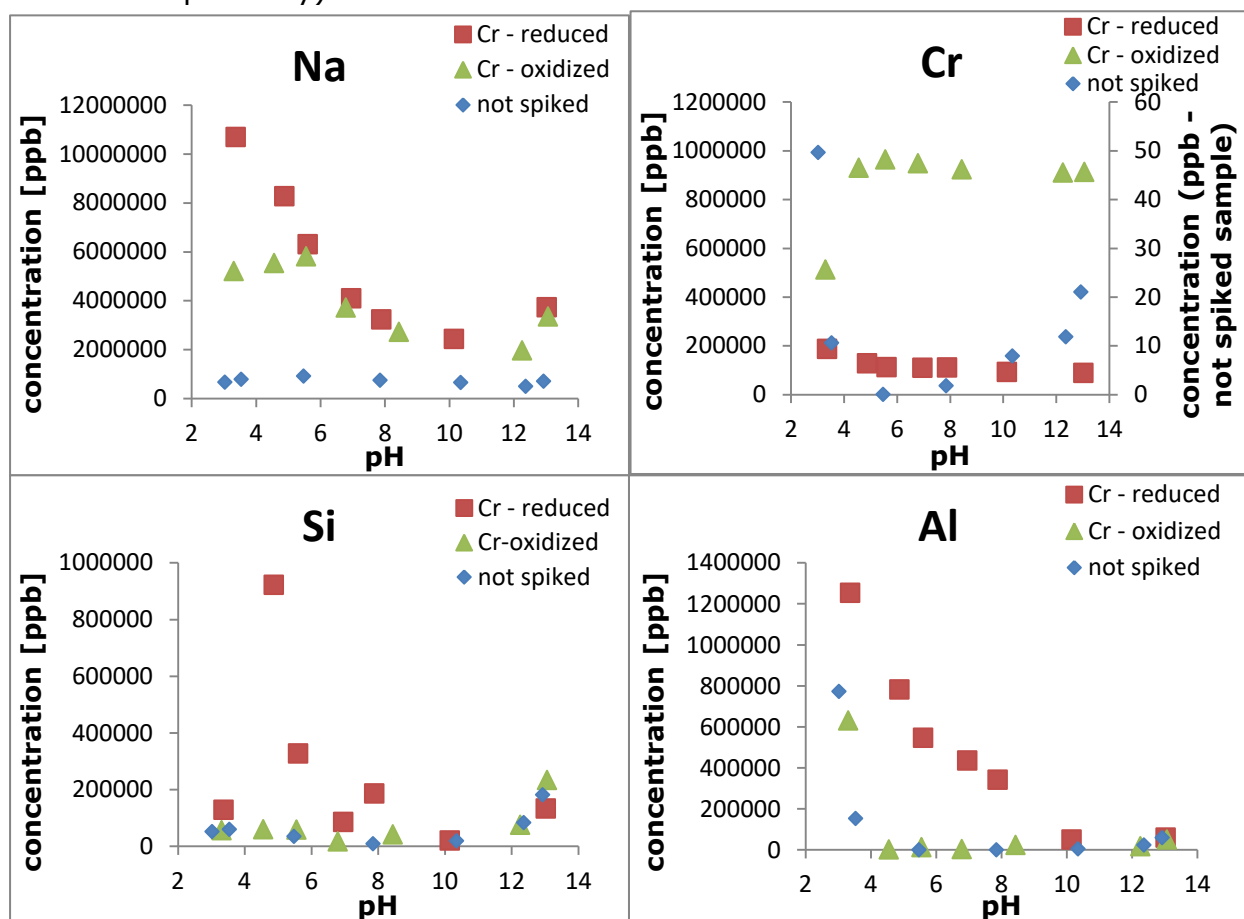 Na
Cr - reduced
Cr - oxidized
not spiked
concentration [ppb]
12000000
10000000
8000000
6000000
4000000
2000000
0
2 4 6 8 10 12 14
pH
Cr
Cr - reduced
Cr - oxidized
not spiked
concentration [ppb]
1200000
1000000
800000
600000
400000
200000
0
60
50
40
30
20
10
0
concentration (ppb –
not spiked sample)
2 4 6 8 10 12 14
pH
Si
Cr - reduced
Cr-oxidized
not spiked
concentration [ppb]
1000000
800000
600000
400000
200000
0
2 4 6 8 10 12 14
pH
Al
Cr - reduced
Cr - oxidized
not spiked
concentration [ppb]
1400000
1200000
1000000
800000
600000
400000
200000
0
2 4 6 8 10 12 14
pH